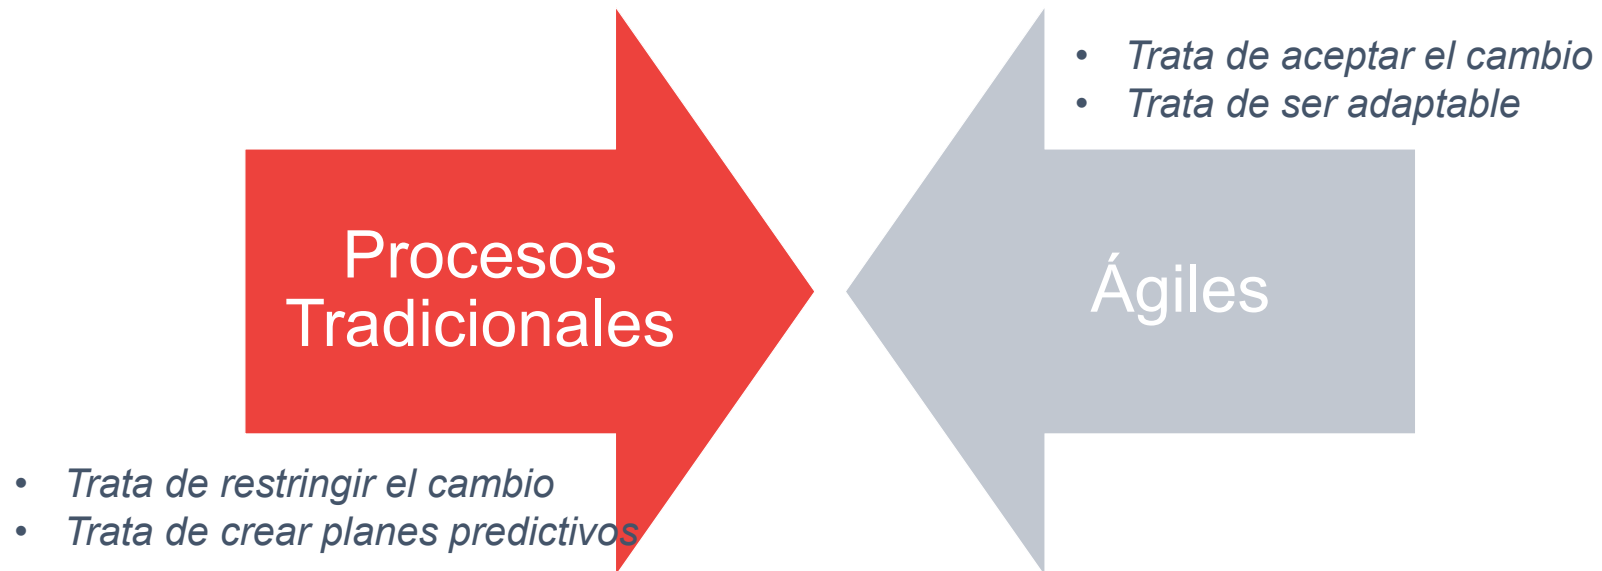 • Trata de aceptar el cambio
• Trata de ser adaptable
Procesos
Tradicionales
Ágiles
• Trata de restringir el cambio
• Trata de crear planes predictivos